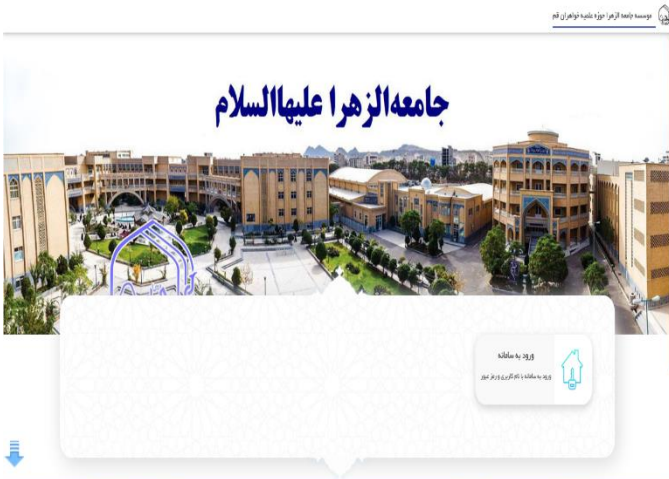 موسسه جامعه الزهرا حوزه علمیه خواهران قم
جامعه‌الزهرا علیهاالسلام
ورود به سامانه
ورود به سامانه با نام کاربری و رمز عبور